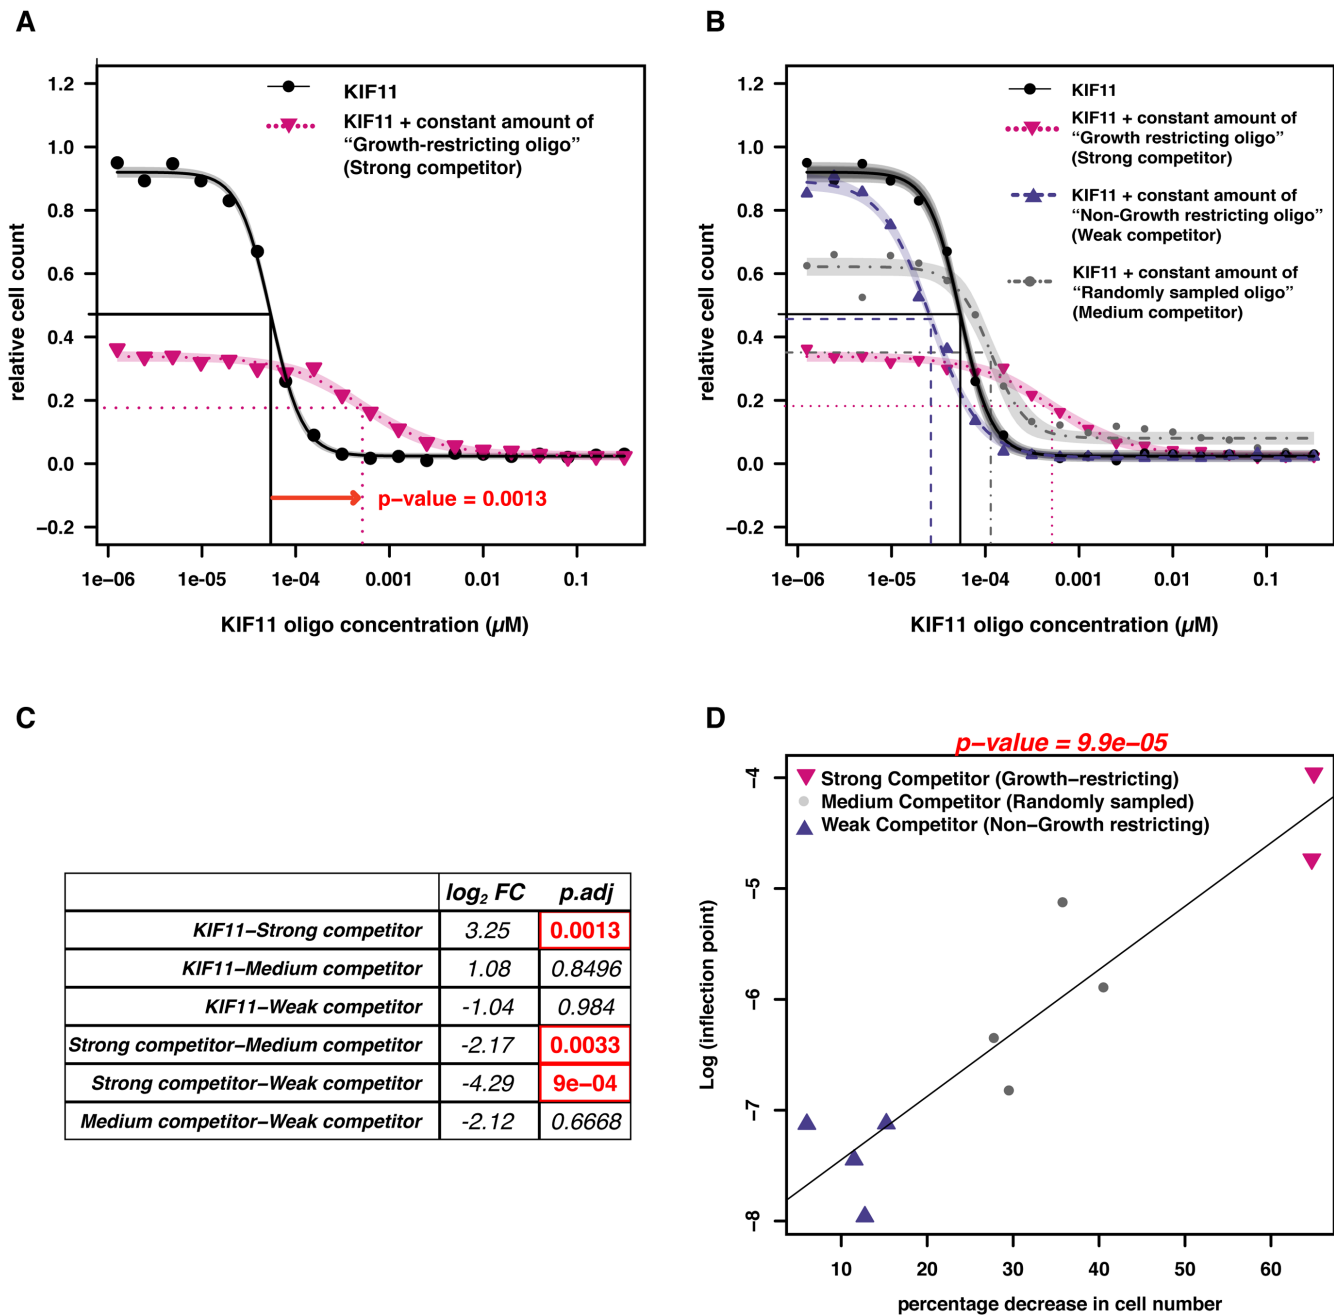 A
1.2
1.0
0.8
0.6
0.4
0.2
0.0
−0.2
relative cell count
KIF11
KIF11 + constant amount of
“Growth-restricting oligo”
(Strong competitor)
p−value = 0.0013
1e−06 1e−05 1e−04 0.001 0.01 0.1
KIF11 oligo concentration (µM)
B
1.2
1.0
0.8
0.6
0.4
0.2
0.0
−0.2
relative cell count
KIF11
KIF11 + constant amount of
“Growth restricting oligo”
(Strong competitor)
KIF11 + constant amount of
“Non-Growth restricting oligo”
(Weak competitor)
KIF11 + constant amount of
“Randomly sampled oligo”
(Medium competitor)
1e−06 1e−05 1e−04 0.001 0.01 0.1
KIF11 oligo concentration (µM)
C
log₂ FC p.adj
KIF11−Strong competitor 3.25 0.0013
KIF11−Medium competitor 1.08 0.8496
KIF11−Weak competitor -1.04 0.984
Strong competitor−Medium competitor -2.17 0.0033
Strong competitor−Weak competitor -4.29 9e−04
Medium competitor−Weak competitor -2.12 0.6668
D
p−value = 9.9e−05
Strong Competitor (Growth−restricting)
Medium Competitor (Randomly sampled)
Weak Competitor (Non−Growth restricting)
−4
−5
−6
−7
−8
Log (inflection point)
10 20 30 40 50 60
percentage decrease in cell number